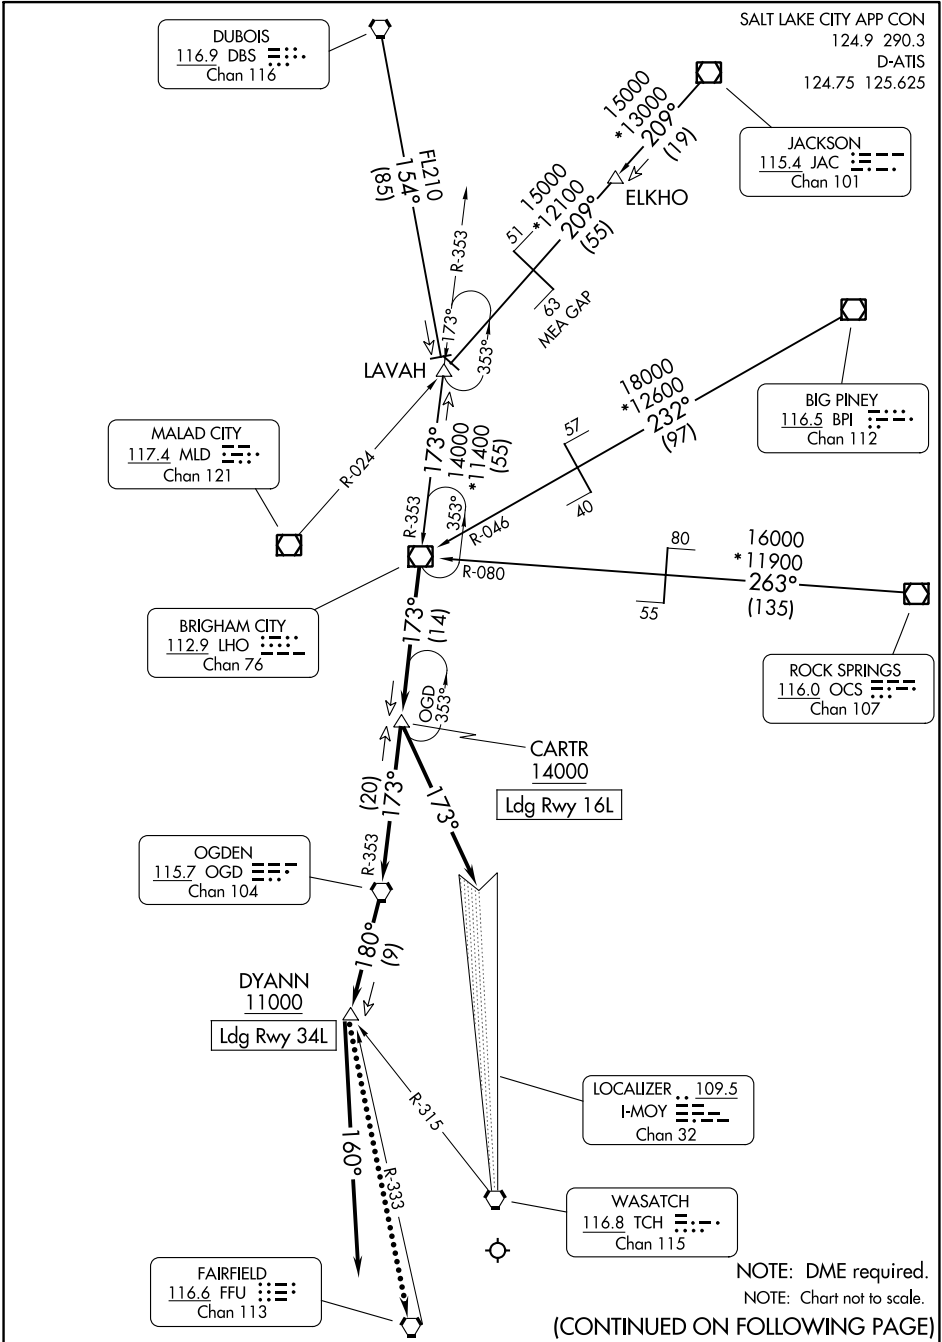 SALT LAKE CITY APP CON
124.9 290.3
D-ATIS
124.75 125.625
DUBOIS
116.9 DBS
Chan 116
JACKSON
115.4 JAC
Chan 101
15000
*13000
209°
(19)
ELKHO
FL210
154°
(85)
15000
*12100
209°
(55)
51
63
MEA GAP
R-353
173°
353°
LAVAH
18000
*12600
232°
(97)
57
40
BIG PINEY
116.5 BPI
Chan 112
MALAD CITY
117.4 MLD
Chan 121
R-024
173°
14000
*11400
(55)
R-353
353°
R-046
R-080
80
55
16000
*11900
263°
(135)
BRIGHAM CITY
112.9 LHO
Chan 76
ROCK SPRINGS
116.0 OCS
Chan 107
173°
(14)
OGD
353°
CARTR
14000
Ldg Rwy 16L
(20)
173°
R-353
173°
OGDEN
115.7 OGD
Chan 104
180°
(9)
DYANN
11000
Ldg Rwy 34L
LOCALIZER 109.5
I-MOY
Chan 32
R-315
160°
R-333
WASATCH
116.8 TCH
Chan 115
FAIRFIELD
116.6 FFU
Chan 113
NOTE: DME required.
NOTE: Chart not to scale.
(CONTINUED ON FOLLOWING PAGE)